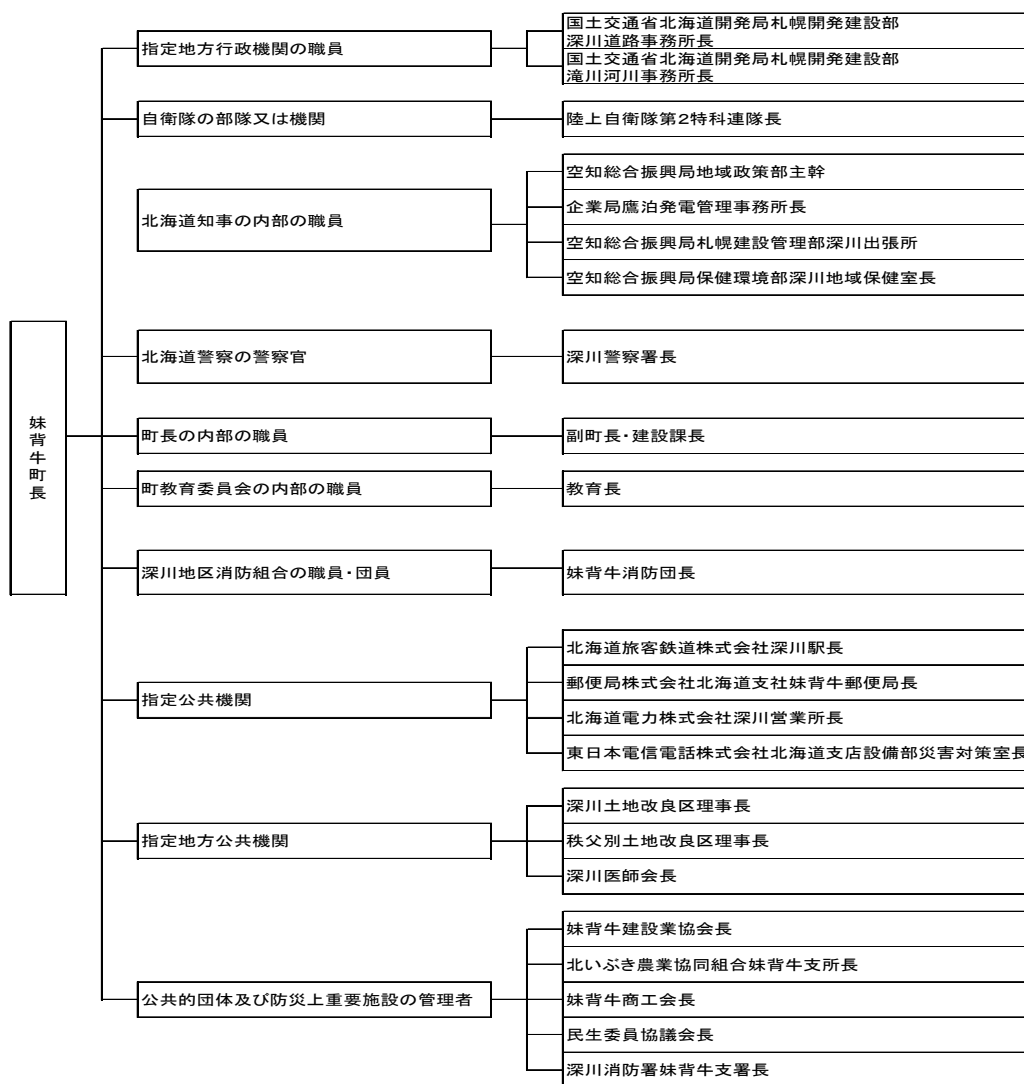 妹背牛町長
指定地方行政機関の職員
国土交通省北海道開発局札幌開発建設部
深川道路事務所長
国土交通省北海道開発局札幌開発建設部
滝川河川事務所長
自衛隊の部隊又は機関
陸上自衛隊第2特科連隊長
北海道知事の内部の職員
空知総合振興局地域政策部主幹
企業局鷹泊発電管理事務所長
空知総合振興局札幌建設管理部深川出張所
空知総合振興局保健環境部深川地域保健室長
北海道警察の警察官
深川警察署長
町長の内部の職員
副町長・建設課長
町教育委員会の内部の職員
教育長
深川地区消防組合の職員・団員
妹背牛消防団長
指定公共機関
北海道旅客鉄道株式会社深川駅長
郵便局株式会社北海道支社妹背牛郵便局長
北海道電力株式会社深川営業所長
東日本電信電話株式会社北海道支店設備部災害対策室長
指定地方公共機関
深川土地改良区理事長
秩父別土地改良区理事長
深川医師会長
公共的団体及び防災上重要施設の管理者
妹背牛建設業協会長
北いぶき農業協同組合妹背牛支所長
妹背牛商工会長
民生委員協議会長
深川消防署妹背牛支署長